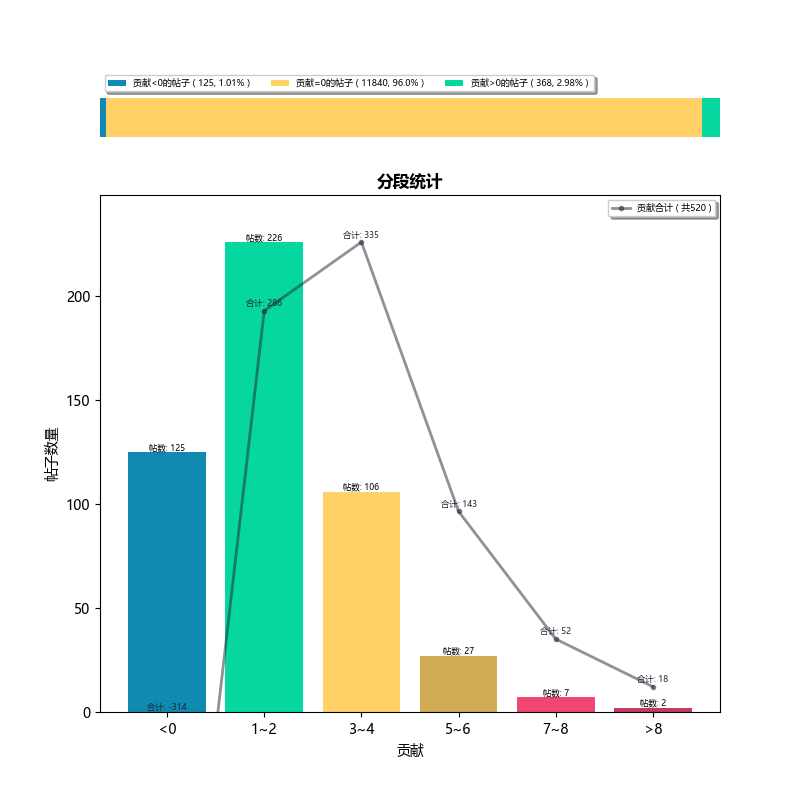 贡献<0的帖子 ( 125, 1.01% )
贡献=0的帖子 ( 11840, 96.0% )
贡献>0的帖子 ( 368, 2.98% )
分段统计
贡献合计 ( 共520 )
合计: 335
帖数: 226
合计: 286
帖数: 125
帖数: 106
合计: 143
帖数: 27
合计: 52
帖数: 7
合计: 18
帖数: 2
合计: -314
200
150
100
50
0
帖子数量
<0
1~2
3~4
5~6
7~8
>8
贡献